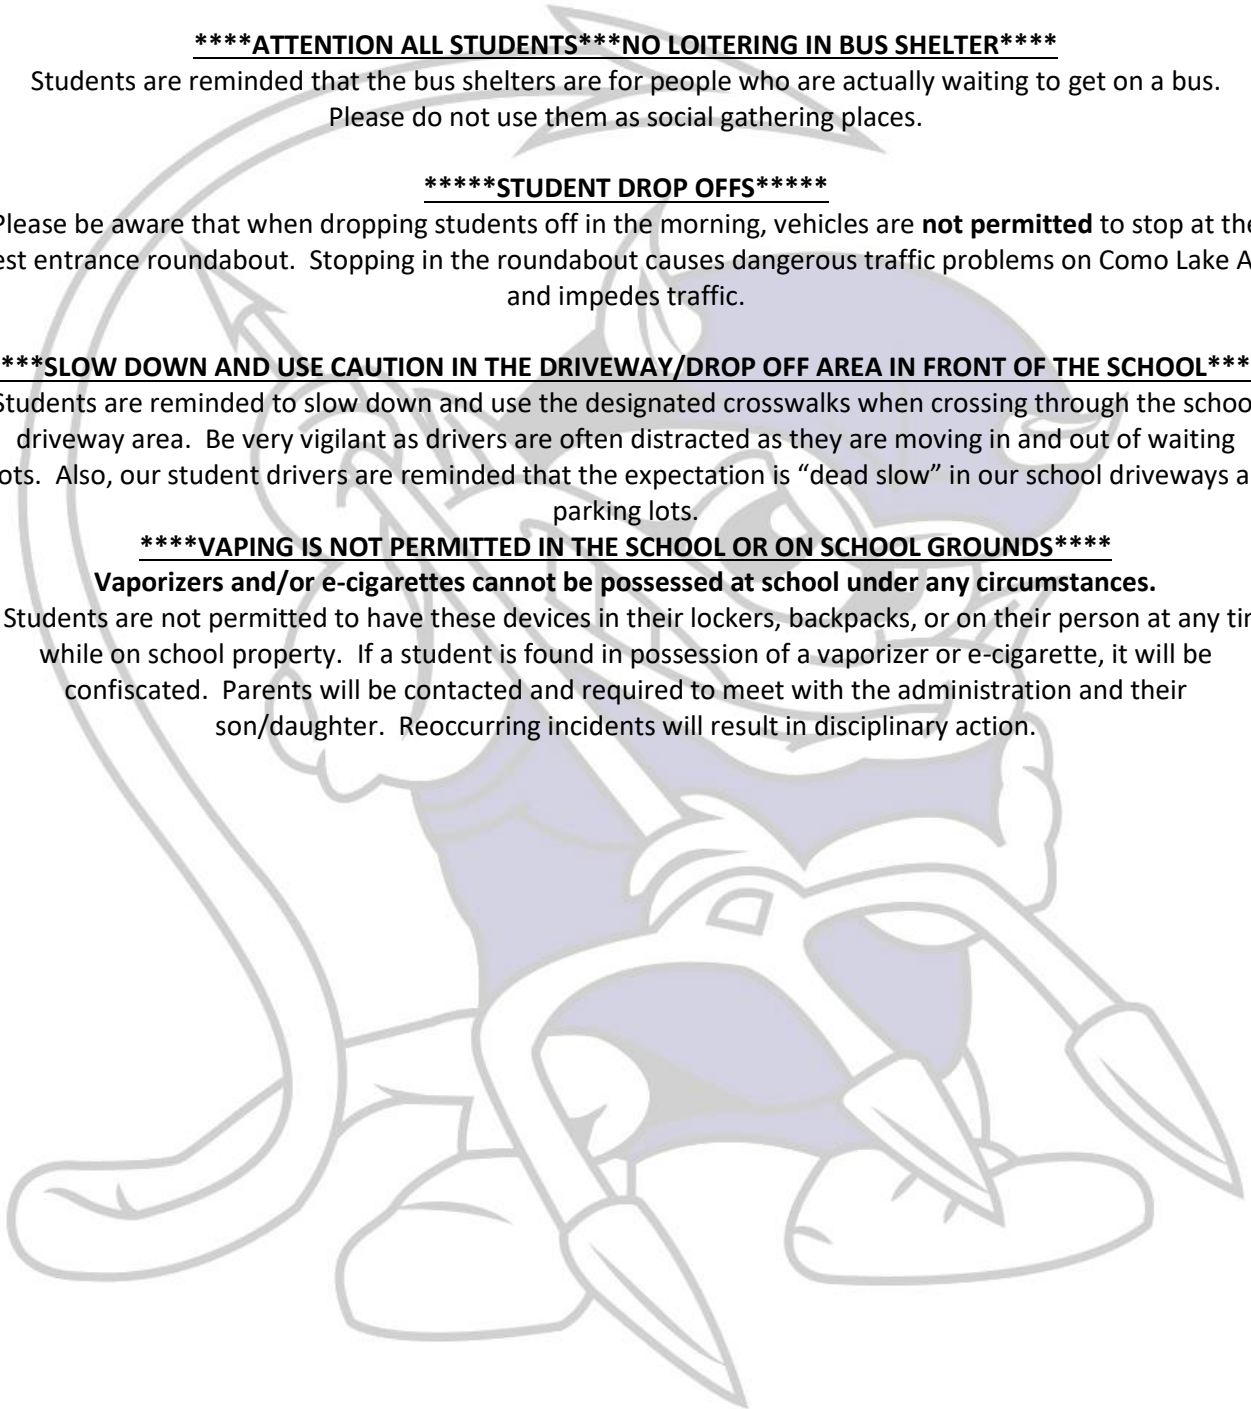 ****ATTENTION ALL STUDENTS***NO LOITERING IN BUS SHELTER****
Students are reminded that the bus shelters are for people who are actually waiting to get on a bus.
Please do not use them as social gathering places.
*****STUDENT DROP OFFS*****
Please be aware that when dropping students off in the morning, vehicles are not permitted to stop at the
est entrance roundabout.  Stopping in the roundabout causes dangerous traffic problems on Como Lake A
and impedes traffic.
***SLOW DOWN AND USE CAUTION IN THE DRIVEWAY/DROP OFF AREA IN FRONT OF THE SCHOOL***
Students are reminded to slow down and use the designated crosswalks when crossing through the schoo
driveway area.  Be very vigilant as drivers are often distracted as they are moving in and out of waiting
ots.  Also, our student drivers are reminded that the expectation is “dead slow” in our school driveways a
parking lots.
****VAPING IS NOT PERMITTED IN THE SCHOOL OR ON SCHOOL GROUNDS****
Vaporizers and/or e-cigarettes cannot be possessed at school under any circumstances.
Students are not permitted to have these devices in their lockers, backpacks, or on their person at any tin
while on school property.  If a student is found in possession of a vaporizer or e-cigarette, it will be
confiscated.  Parents will be contacted and required to meet with the administration and their
son/daughter.  Reoccurring incidents will result in disciplinary action.